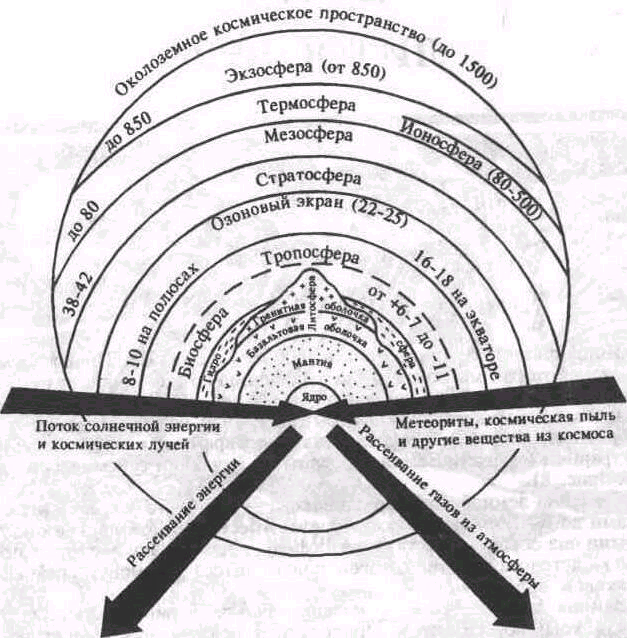 Околоземное космическое пространство (до 1500)
Экзосфера (от 850)
до 850
Термосфера
Ионосфера (80-500)
Мезосфера
до 80
Стратосфера
Озоновый экран (22-25)
38-42
Тропосфера
8-10 на полюсах
16-18 на экваторе
Биосфера
от +6-7 до -11
Литосфера
Гранитная оболочка
Гидро сфера
Базальтовая оболочка
Мантия
Ядро
Поток солнечной энергии
и космических лучей
Метеориты, космическая пыль
и другие вещества из космоса
Рассеивание энергии
Рассеивание газов из атмосферы